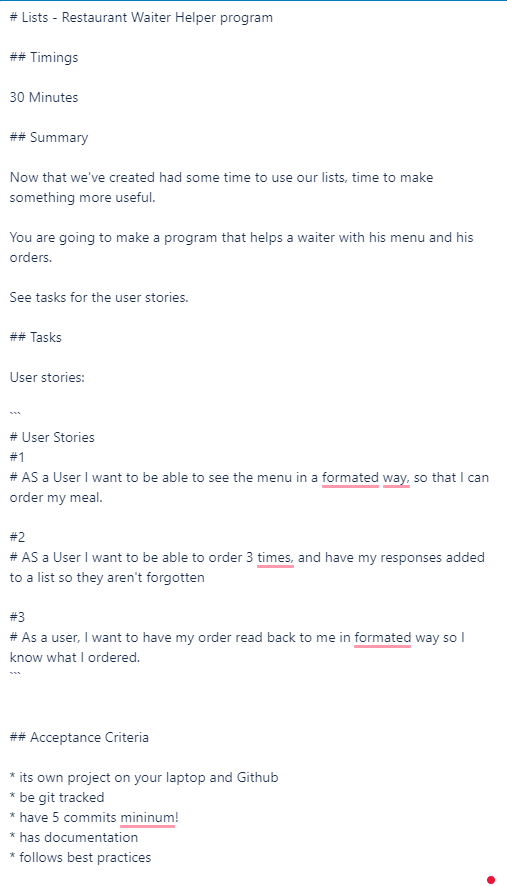 # Lists - Restaurant Waiter Helper program
## Timings
30 Minutes
## Summary
Now that we've created had some time to use our lists, time to make
something more useful.
You are going to make a program that helps a waiter with his menu and his
orders.
See tasks for the user stories.
## Tasks
User stories:
```
# User Stories
#1
# AS a User I want to be able to see the menu in a formated way, so that I can
order my meal.
#2
# AS a User I want to be able to order 3 times, and have my responses added
to a list so they aren't forgotten
#3
# As a user, I want to have my order read back to me in formated way so I
know what I ordered.
```
## Acceptance Criteria
* its own project on your laptop and Github
* be git tracked
* have 5 commits mininum!
* has documentation
* follows best practices